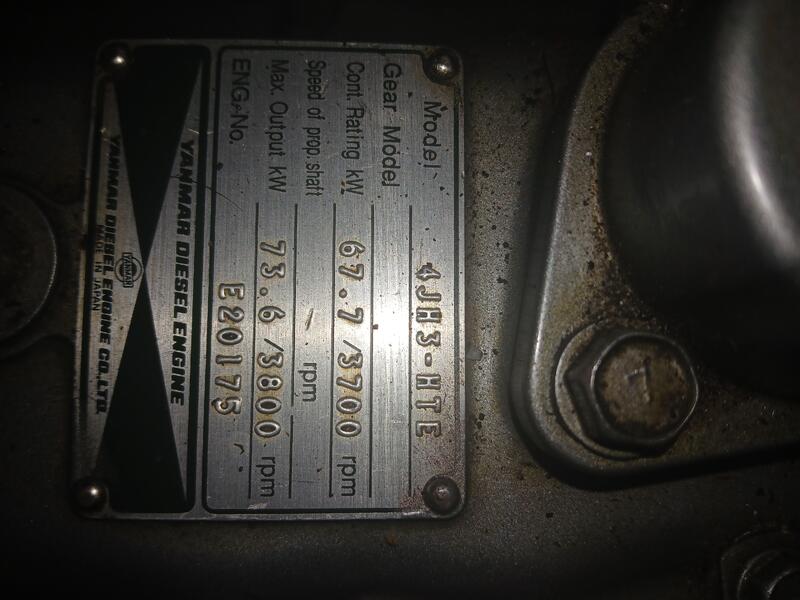 Model 4JH3-HTE
Gear Model
Cont. Rating kW 67.7/3700 rpm
Speed of prop. shaft - rpm
Max. Output kW 73.6/3800 rpm
ENG. No. E20175
YANMAR DIESEL ENGINE
YANMAR
MADE IN JAPAN
YANMAR DIESEL ENGINE CO., LTD.
7